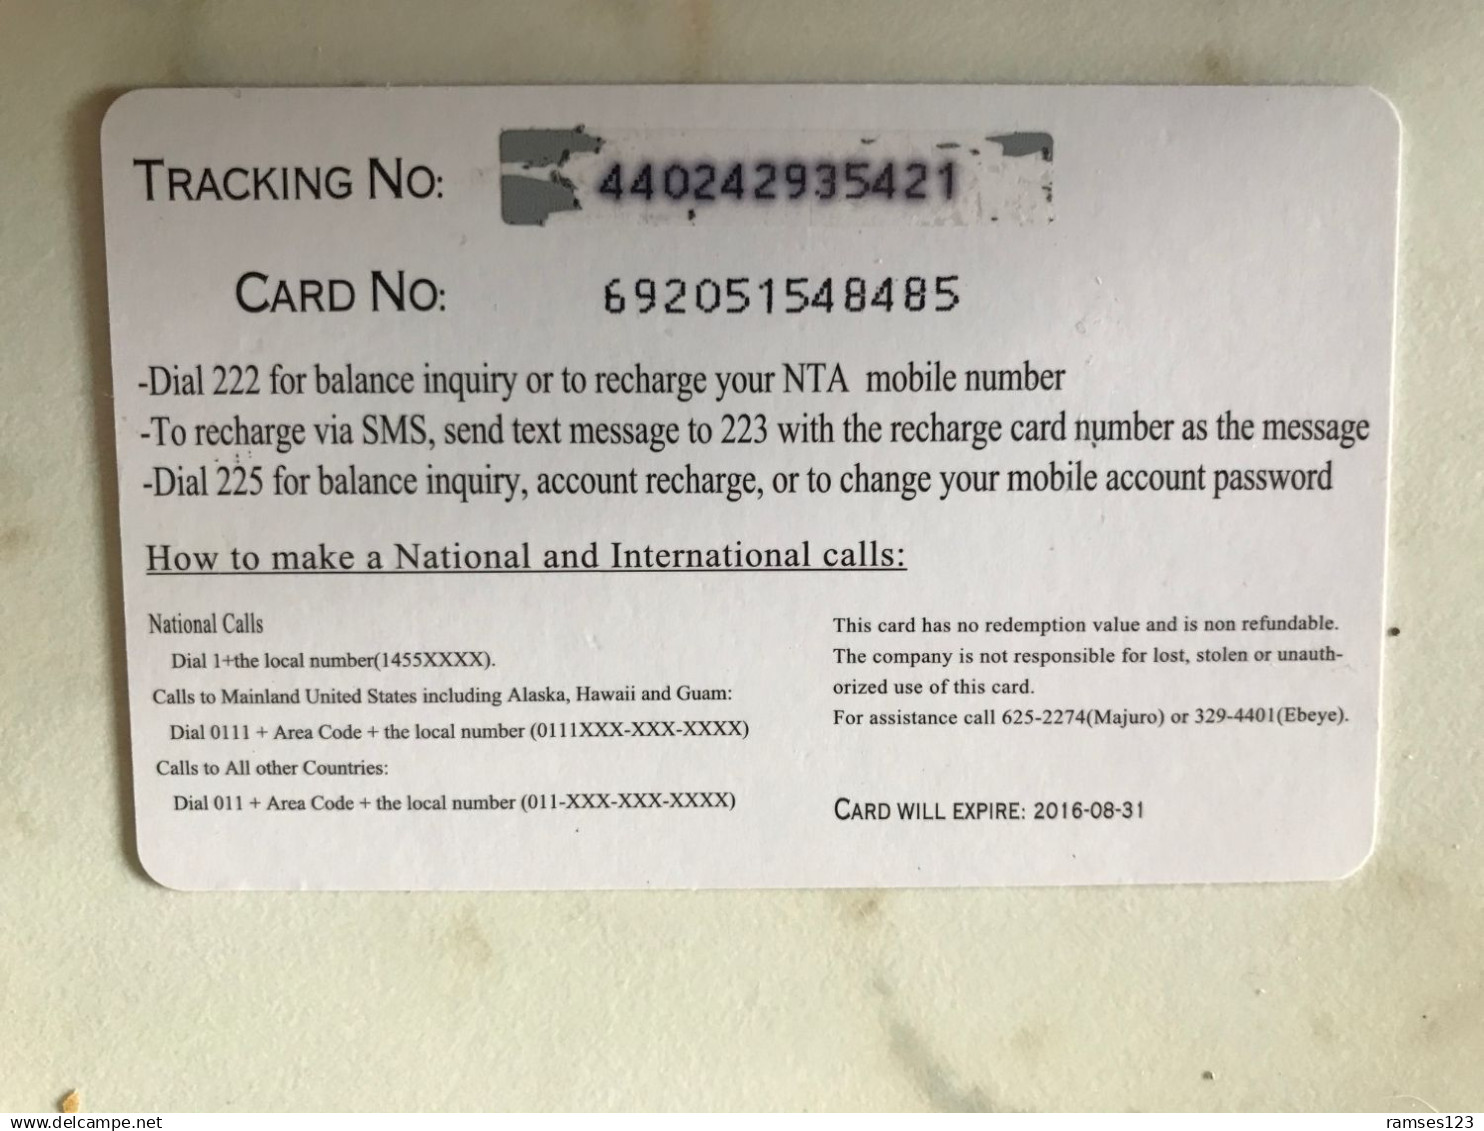 TRACKING NO: 440242935421
CARD NO: 692051548485
-Dial 222 for balance inquiry or to recharge your NTA mobile number
-To recharge via SMS, send text message to 223 with the recharge card number as the message
-Dial 225 for balance inquiry, account recharge, or to change your mobile account password
How to make a National and International calls:
National Calls
Dial 1+the local number(1455XXXX).
Calls to Mainland United States including Alaska, Hawaii and Guam:
Dial 0111 + Area Code + the local number (0111XXX-XXX-XXXX)
Calls to All other Countries:
Dial 011 + Area Code + the local number (011-XXX-XXX-XXXX)
This card has no redemption value and is non refundable.
The company is not responsible for lost, stolen or unauth-
orized use of this card.
For assistance call 625-2274(Majuro) or 329-4401(Ebeye).
CARD WILL EXPIRE: 2016-08-31
www.delcampe.net
ramses123